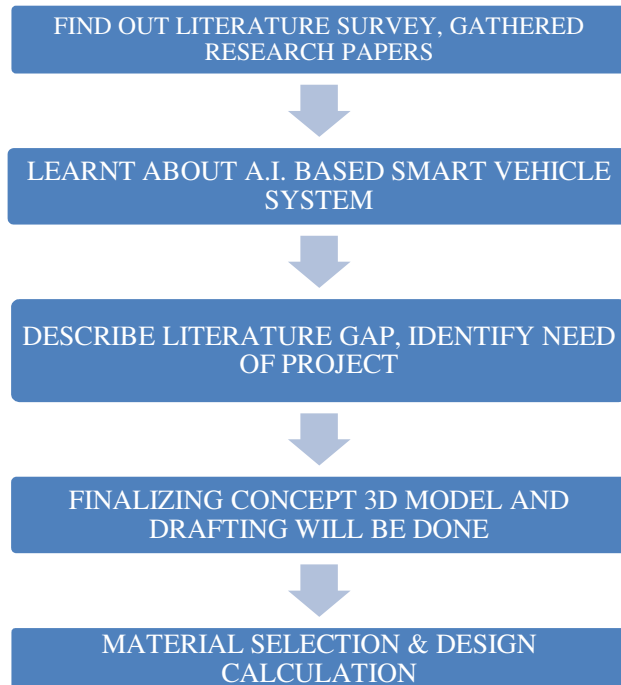 FIND OUT LITERATURE SURVEY, GATHERED
RESEARCH PAPERS
LEARNT ABOUT A.I. BASED SMART VEHICLE
SYSTEM
DESCRIBE LITERATURE GAP, IDENTIFY NEED
OF PROJECT
FINALIZING CONCEPT 3D MODEL AND
DRAFTING WILL BE DONE
MATERIAL SELECTION & DESIGN
CALCULATION